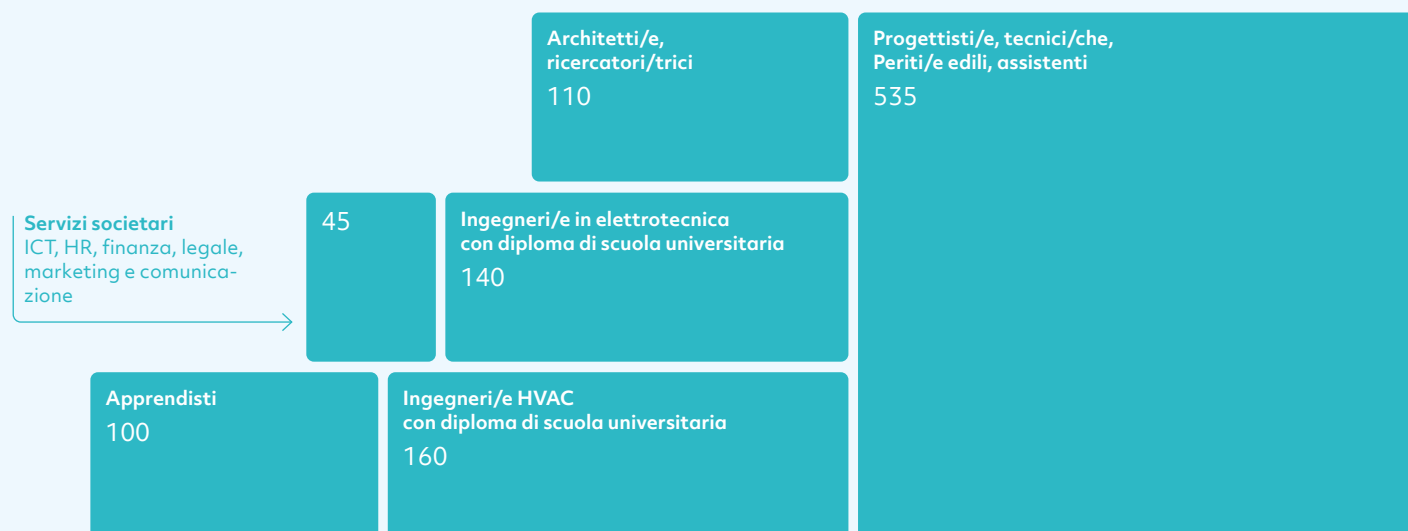 Architetti/e,
ricercatori/trici
110
Progettisti/e, tecnici/che,
Periti/e edili, assistenti
535
Servizi societari
ICT, HR, finanza, legale,
marketing e comunica-
zione
45
Ingegneri/e in elettrotecnica
con diploma di scuola universitaria
140
Apprendisti
100
Ingegneri/e HVAC
con diploma di scuola universitaria
160